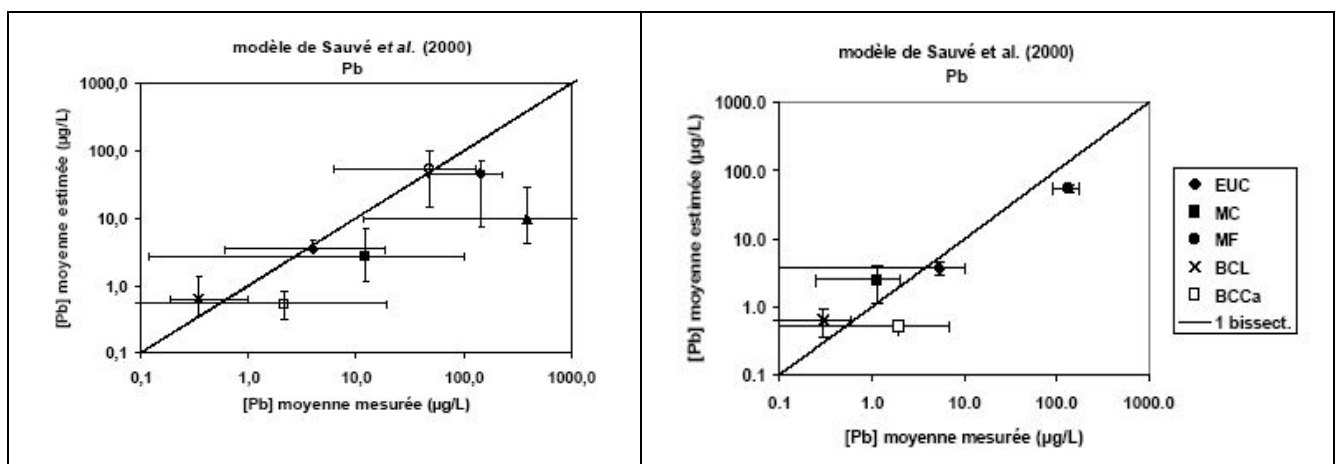 modèle de Sauvé et al. (2000)
Pb
[Pb] moyenne estimée (µg/L)
1000,0
100,0
10,0
1,0
0,1
0,1
1,0
10,0
100,0
1000,0
[Pb] moyenne mesurée (µg/L)
modèle de Sauvé et al. (2000)
Pb
[Pb] moyenne estimée (µg/L)
1000.0
100.0
10.0
1.0
0.1
0.1
1.0
10.0
100.0
1000.0
[Pb] moyenne mesurée (µg/L)
EUC
MC
MF
BCL
BCCa
1 bissect.